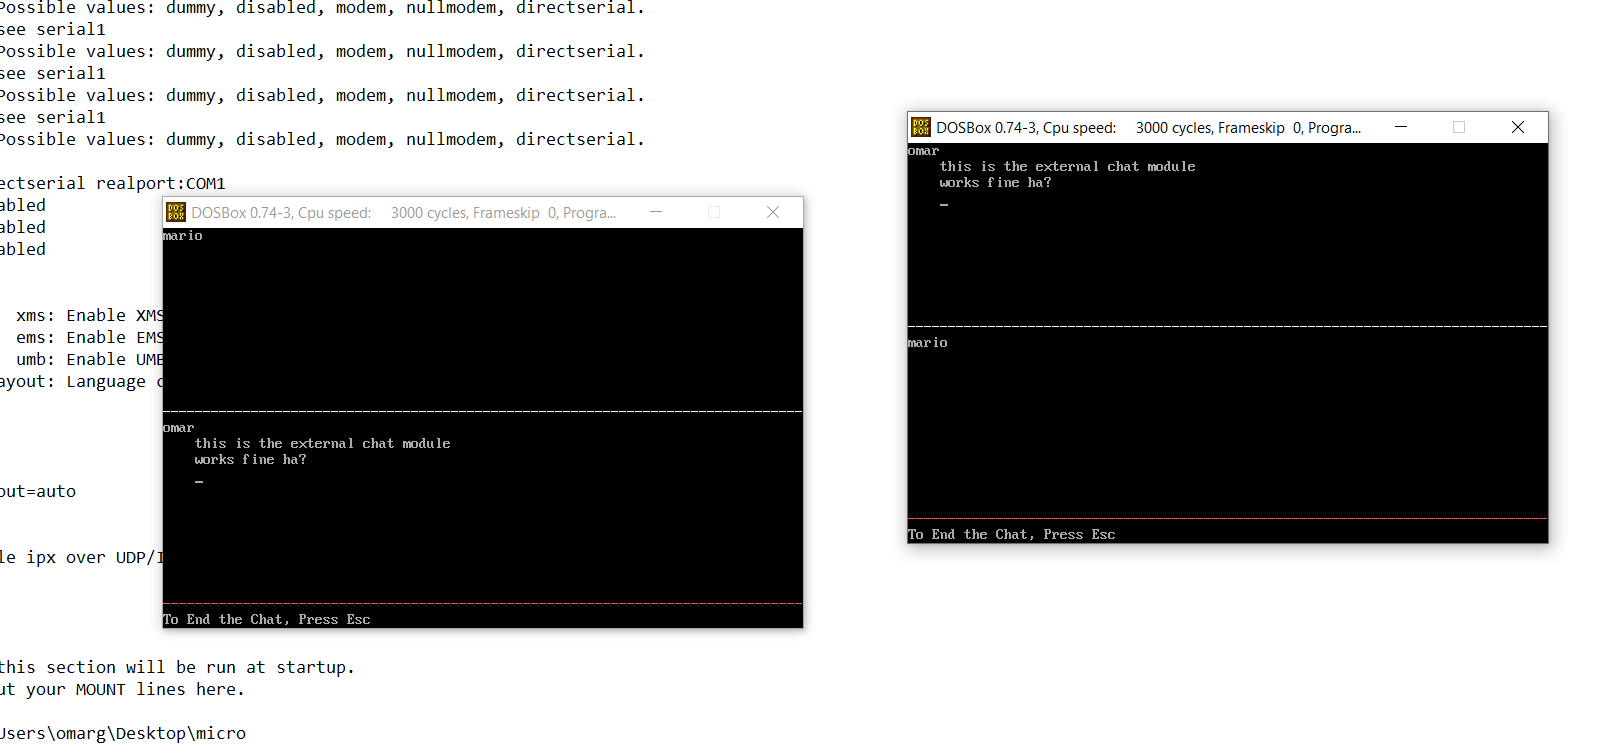 Possible values: dummy, disabled, modem, nullmodem, directserial.
see serial1
Possible values: dummy, disabled, modem, nullmodem, directserial.
see serial1
Possible values: dummy, disabled, modem, nullmodem, directserial.
see serial1
Possible values: dummy, disabled, modem, nullmodem, directserial.
ectserial realport:COM1
abled
abled
abled
xms: Enable XMS
ems: Enable EMS
umb: Enable UMB
ayout: Language c
out=auto
le ipx over UDP/I
this section will be run at startup.
ut your MOUNT lines here.
Users\omarg\Desktop\micro
DOSBox 0.74-3, Cpu speed: 3000 cycles, Frameskip 0, Progra...
mario
omar
this is the external chat module
works fine ha?
_
To End the Chat, Press Esc
DOSBox 0.74-3, Cpu speed: 3000 cycles, Frameskip 0, Progra...
omar
this is the external chat module
works fine ha?
_
mario
To End the Chat, Press Esc